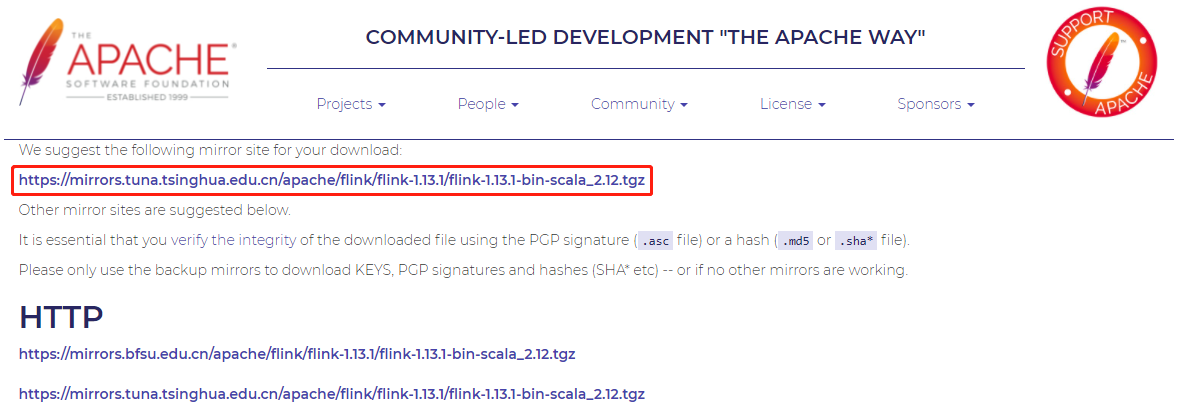 THE
APACHE®
SOFTWARE FOUNDATION
ESTABLISHED 1999
COMMUNITY-LED DEVELOPMENT "THE APACHE WAY"
SUPPORT
APACHE
Projects
People
Community
License
Sponsors
We suggest the following mirror site for your download:
https://mirrors.tuna.tsinghua.edu.cn/apache/flink/flink-1.13.1/flink-1.13.1-bin-scala_2.12.tgz
Other mirror sites are suggested below.
It is essential that you verify the integrity of the downloaded file using the PGP signature ( .asc file) or a hash ( .md5 or .sha* file).
Please only use the backup mirrors to download KEYS, PGP signatures and hashes (SHA* etc) -- or if no other mirrors are working.
HTTP
https://mirrors.bfsu.edu.cn/apache/flink/flink-1.13.1/flink-1.13.1-bin-scala_2.12.tgz
https://mirrors.tuna.tsinghua.edu.cn/apache/flink/flink-1.13.1/flink-1.13.1-bin-scala_2.12.tgz